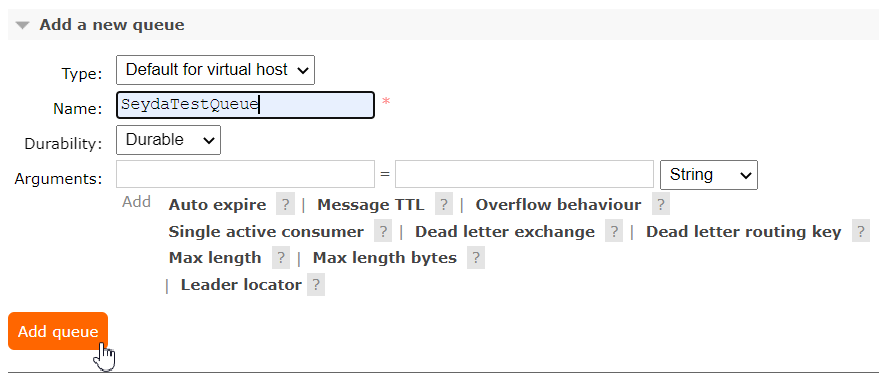 Add a new queue
Type: Default for virtual host
Name: SeydaTestQueue *
Durability: Durable
Arguments: = String
Add Auto expire ? | Message TTL ? | Overflow behaviour ?
Single active consumer ? | Dead letter exchange ? | Dead letter routing key ?
Max length ? | Max length bytes ?
| Leader locator ?
Add queue